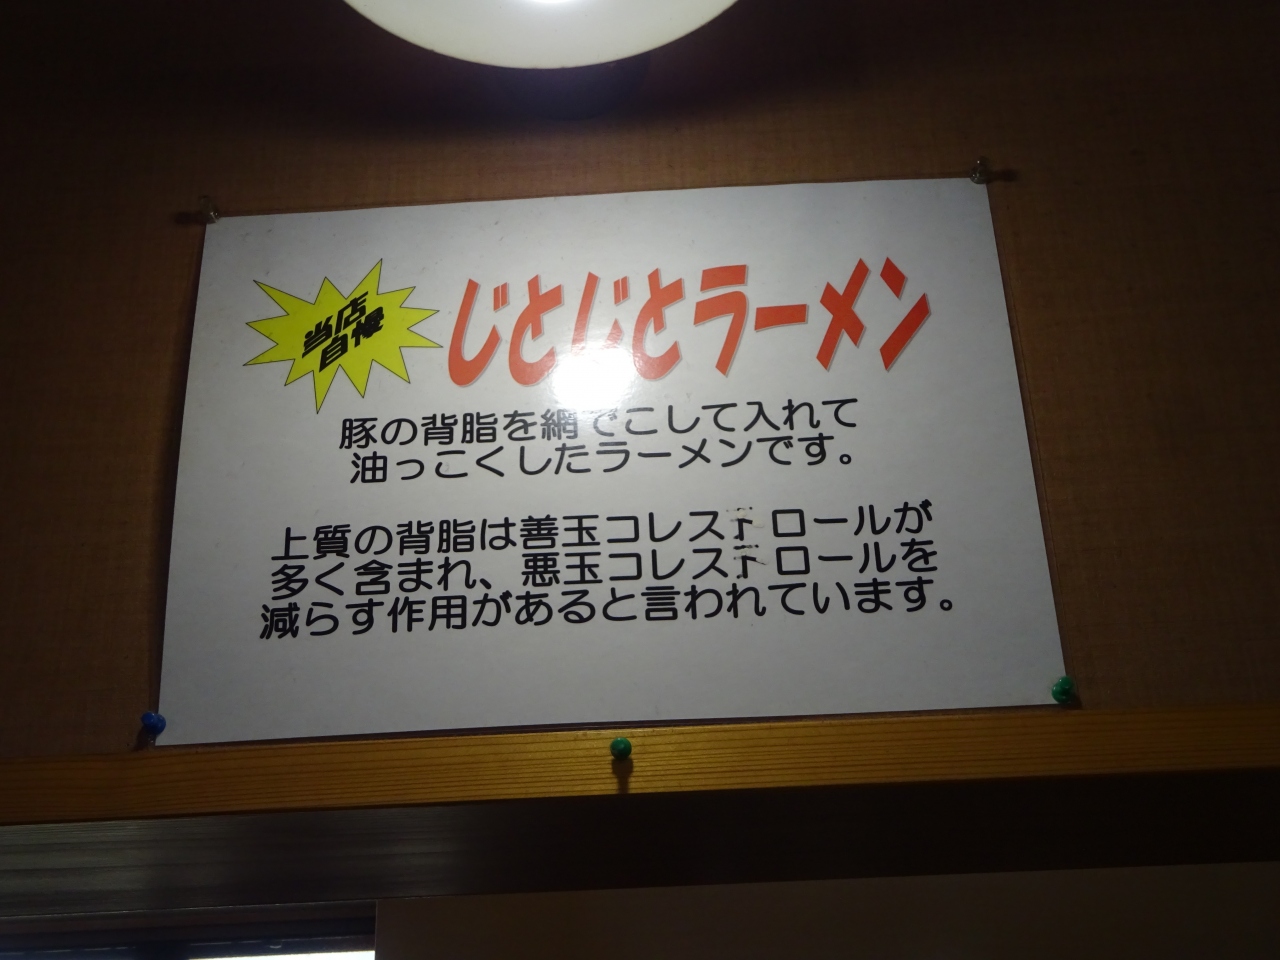 当店
自慢
じとじとラーメン
豚の背脂を網でこして入れて
油っこくしたラーメンです。
上質の背脂は善玉コレストロールが
多く含まれ、悪玉コレストロールを
減らす作用があると言われています。